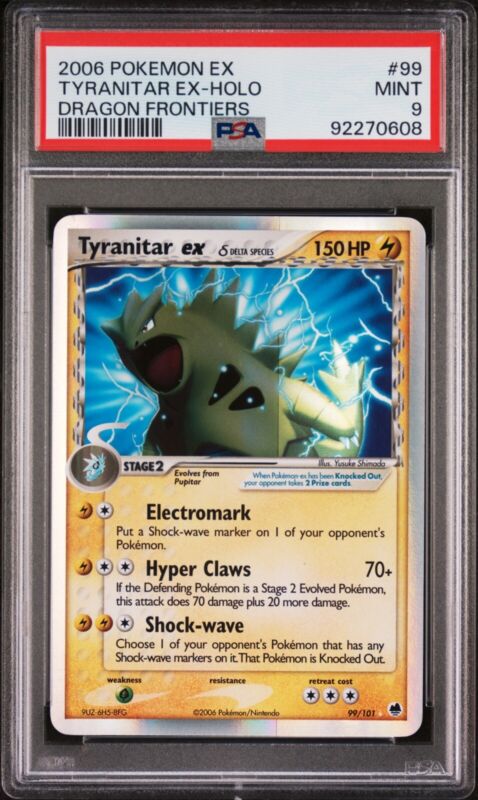 2006 POKEMON EX #99
TYRANITAR EX-HOLO MINT
DRAGON FRONTIERS 9
PSA 92270608
Tyranitar ex δ DELTA SPECIES 150 HP
Illus. Yusuke Shimada
STAGE 2
Evolves from
Pupitar
When Pokémon-ex has been Knocked Out,
your opponent takes 2 Prize cards.
Electromark
Put a Shock-wave marker on 1 of your opponent's
Pokémon.
Hyper Claws 70+
If the Defending Pokémon is a Stage 2 Evolved Pokémon,
this attack does 70 damage plus 20 more damage.
Shock-wave
Choose 1 of your opponent's Pokémon that has any
Shock-wave markers on it. That Pokémon is Knocked Out.
weakness resistance retreat cost
9UZ-6H5-8FG ©2006 Pokémon/Nintendo 99/101
PSA